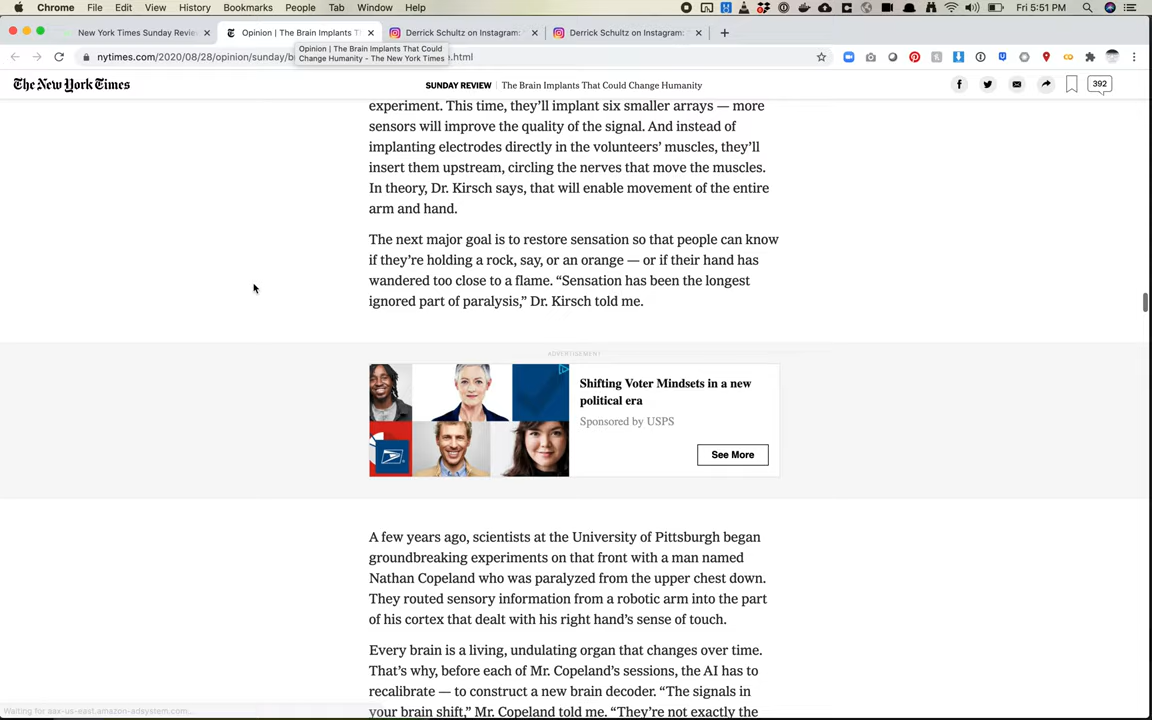 Chrome File Edit View History Bookmarks People Tab Window Help
Fri 5:51 PM
New York Times Sunday Revie
Opinion | The Brain Implants T
Derrick Schultz on Instagram:
Derrick Schultz on Instagram:
Opinion | The Brain Implants That Could
Change Humanity - The New York Times
nytimes.com/2020/08/28/opinion/sunday/b
.html
The New York Times
SUNDAY REVIEW | The Brain Implants That Could Change Humanity
392
experiment. This time, they’ll implant six smaller arrays — more
sensors will improve the quality of the signal. And instead of
implanting electrodes directly in the volunteers’ muscles, they’ll
insert them upstream, circling the nerves that move the muscles.
In theory, Dr. Kirsch says, that will enable movement of the entire
arm and hand.
The next major goal is to restore sensation so that people can know
if they’re holding a rock, say, or an orange — or if their hand has
wandered too close to a flame. “Sensation has been the longest
ignored part of paralysis,” Dr. Kirsch told me.
ADVERTISEMENT
Shifting Voter Mindsets in a new
political era
Sponsored by USPS
See More
A few years ago, scientists at the University of Pittsburgh began
groundbreaking experiments on that front with a man named
Nathan Copeland who was paralyzed from the upper chest down.
They routed sensory information from a robotic arm into the part
of his cortex that dealt with his right hand’s sense of touch.
Every brain is a living, undulating organ that changes over time.
That’s why, before each of Mr. Copeland’s sessions, the AI has to
recalibrate — to construct a new brain decoder. “The signals in
your brain shift,” Mr. Copeland told me. “They’re not exactly the
Waiting for aax-us-east.amazon-adsystem.com...